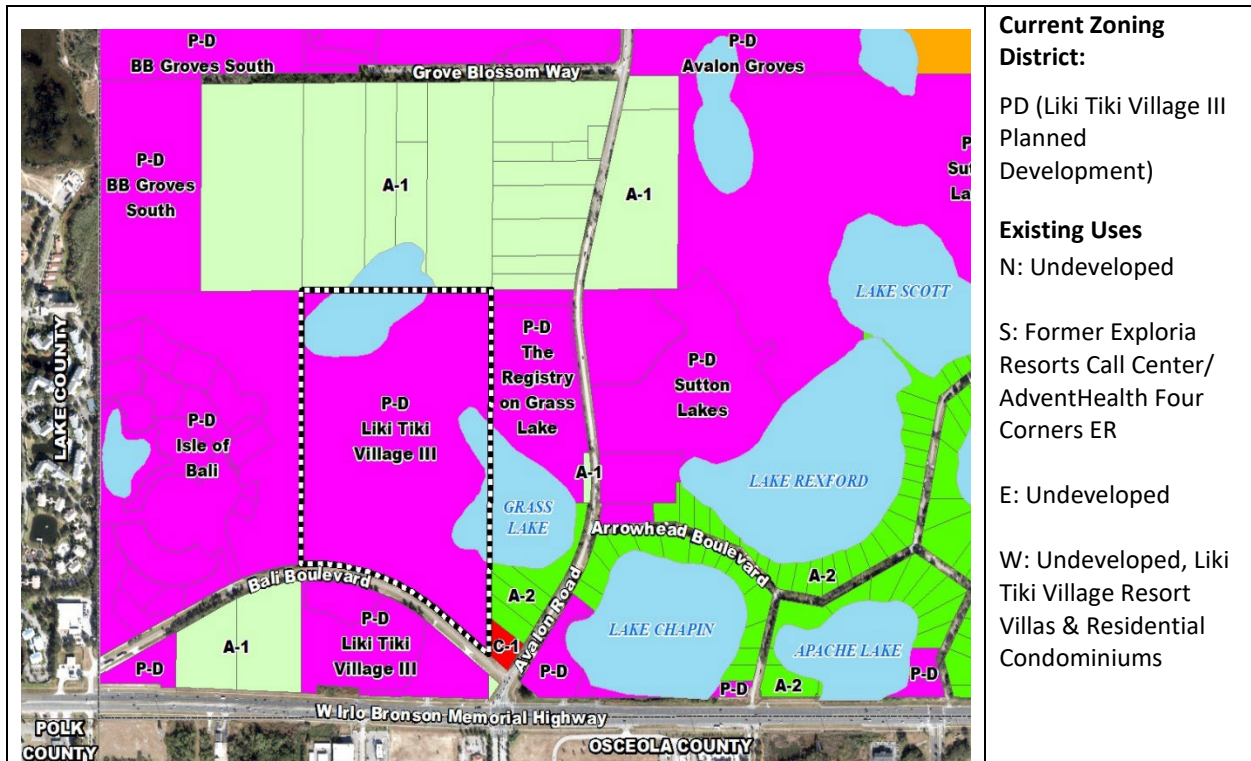 P-D
BB Groves South
P-D
Avalon Groves
Grove Blossom Way
P-D
BB Groves
South
A-1
A-1
LAKE SCOTT
LAKE COUNTY
P-D
The
Registry
on Grass
Lake
P-D
Sutton
Lakes
P-D
Liki Tiki
Village III
P-D
Isle of
Bali
A-1
LAKE REXFORD
GRASS
LAKE
Arrowhead Boulevard
A-2
Bali Boulevard
A-2
Avalon Road
P-D
Liki Tiki
Village III
C-1
LAKE CHAPIN
APACHE LAKE
A-1
P-D
P-D
P-D
A-2
P-D
W Irlo Bronson Memorial Highway
POLK
COUNTY
OSCEOLA COUNTY
Current Zoning
District:
PD (Liki Tiki Village III
Planned
Development)
Existing Uses
N: Undeveloped
S: Former Exploria
Resorts Call Center/
AdventHealth Four
Corners ER
E: Undeveloped
W: Undeveloped, Liki
Tiki Village Resort
Villas & Residential
Condominiums